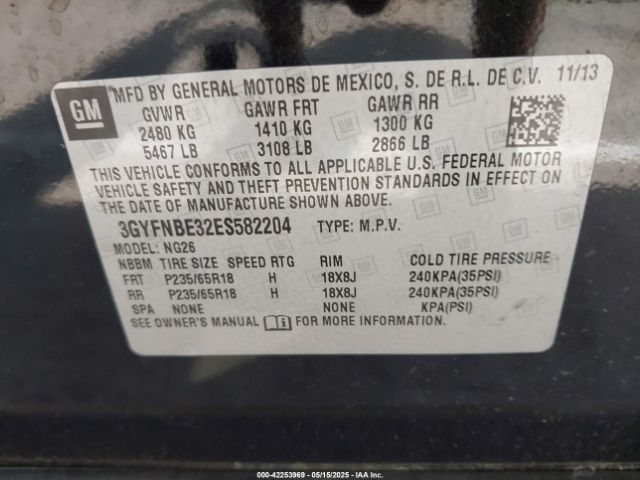 GM
MFD BY GENERAL MOTORS DE MEXICO, S. DE R.L. DE C.V. 11/13
GVWR GAWR FRT GAWR RR
2480 KG 1410 KG 1300 KG
5467 LB 3108 LB 2866 LB
THIS VEHICLE CONFORMS TO ALL APPLICABLE U.S. FEDERAL MOTOR
VEHICLE SAFETY AND THEFT PREVENTION STANDARDS IN EFFECT ON
THE DATE OF MANUFACTURE SHOWN ABOVE.
3GYFNBE32ES582204 TYPE: M.P.V.
MODEL: NG26
NBBM TIRE SIZE SPEED RTG RIM COLD TIRE PRESSURE
FRT P235/65R18 H 18X8J 240KPA(35PSI)
RR P235/65R18 H 18X8J 240KPA(35PSI)
SPA NONE NONE KPA(PSI)
SEE OWNER'S MANUAL FOR MORE INFORMATION.
© 000-42253969 05/15/2025 IAAI.COM